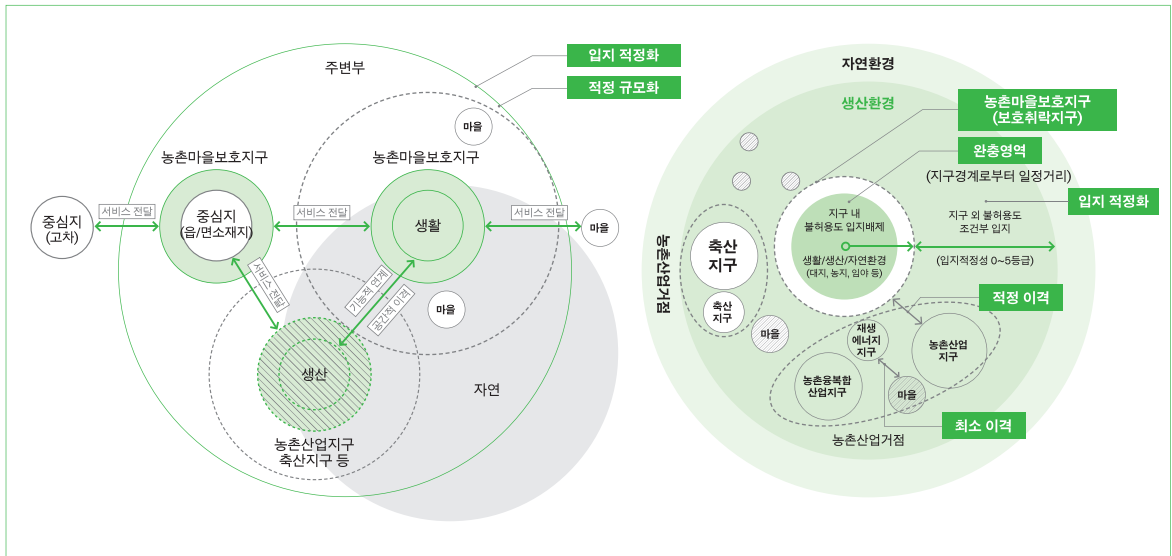 주변부
입지 적정화
적정 규모화
마을
농촌마을보호지구
농촌마을보호지구
중심지
(고차)
서비스 전달
중심지
(읍/면소재지)
서비스 전달
생활
서비스 전달
마을
서비스 전달
기능적 연계
공간적 이격
마을
생산
자연
농촌산업지구
축산지구 등
자연환경
생산환경
농촌마을보호지구
(보호취락지구)
완충영역
(지구경계로부터 일정거리)
입지 적정화
지구 내
불허용도 입지배제
지구 외 불허용도
조건부 입지
생활/생산/자연환경
(대지, 농지, 임야 등)
(입지적정성 0~5등급)
농촌산업거점
축산
지구
축산
지구
마을
적정 이격
재생
에너지
지구
농촌산업
지구
농촌융복합
산업지구
마을
최소 이격
농촌산업거점